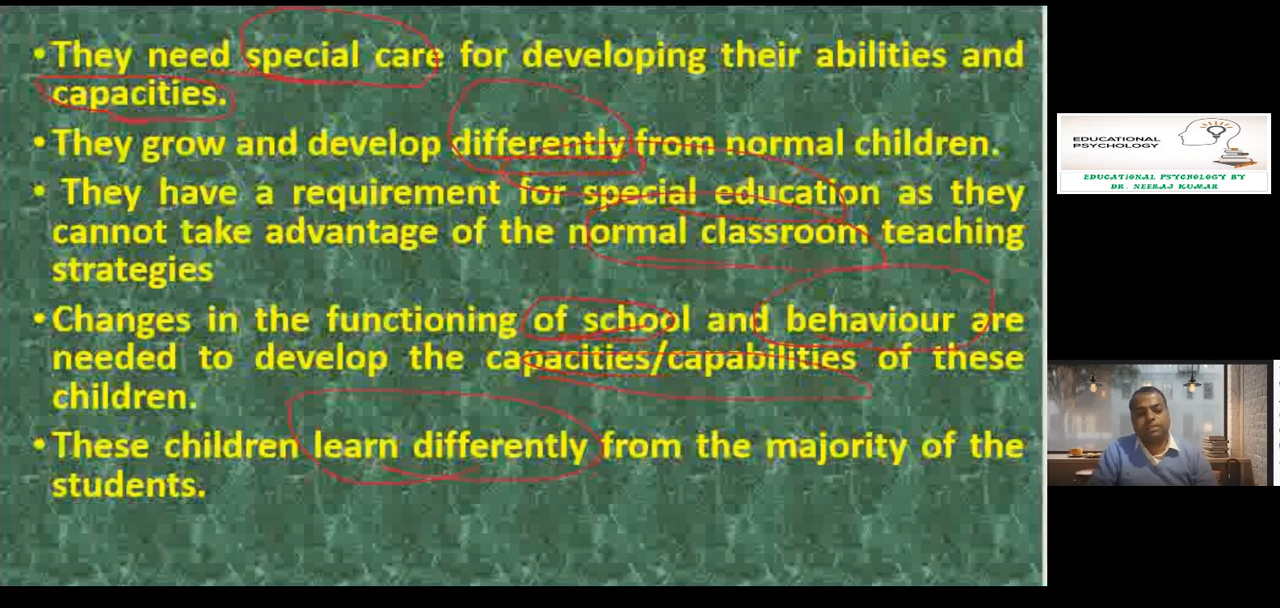 •They need special care for developing their abilities and
capacities.
•They grow and develop differently from normal children.
• They have a requirement for special education as they
cannot take advantage of the normal classroom teaching
strategies
•Changes in the functioning of school and behaviour are
needed to develop the capacities/capabilities of these
children.
•These children learn differently from the majority of the
students.
EDUCATIONAL
PSYCHOLOGY
EDUCATIONAL PSYCHOLOGY BY
DR. NEERAJ KUMAR